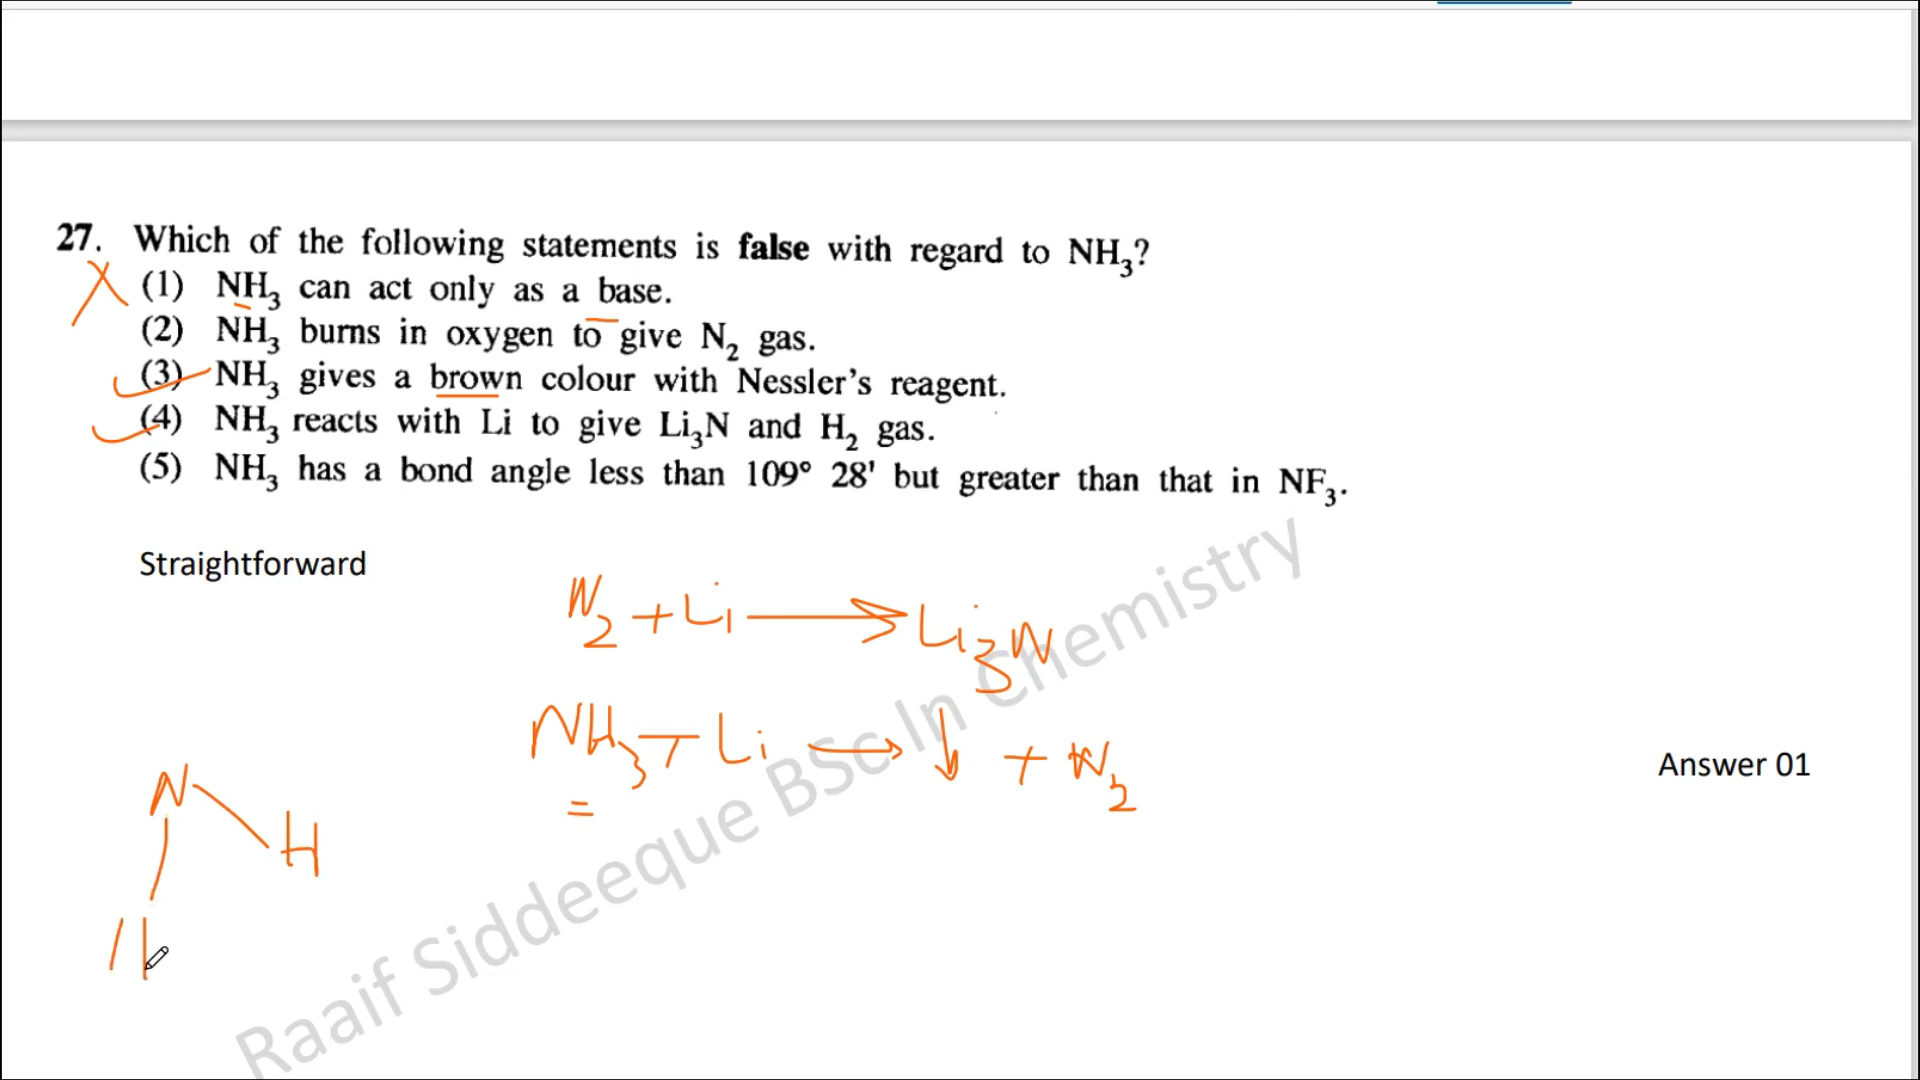 27. Which of the following statements is false with regard to NH₃?
(1) NH₃ can act only as a base.
(2) NH₃ burns in oxygen to give N₂ gas.
(3) NH₃ gives a brown colour with Nessler's reagent.
(4) NH₃ reacts with Li to give Li₃N and H₂ gas.
(5) NH₃ has a bond angle less than 109° 28' but greater than that in NF₃.
Straightforward
N₂ + Li → Li₃N
NH₃ + Li → ↓ + N₂
Answer 01
N
H
Raaif Siddeeque BSc In Chemistry